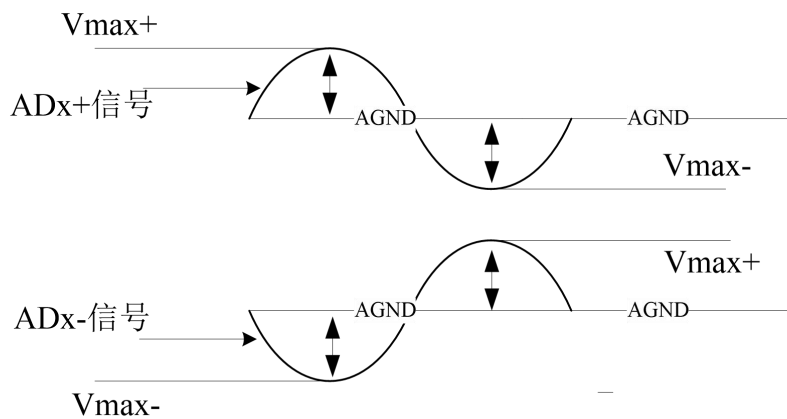 Vmax+
ADx+信号
AGND
AGND
Vmax-
Vmax+
ADx-信号
AGND
AGND
Vmax-